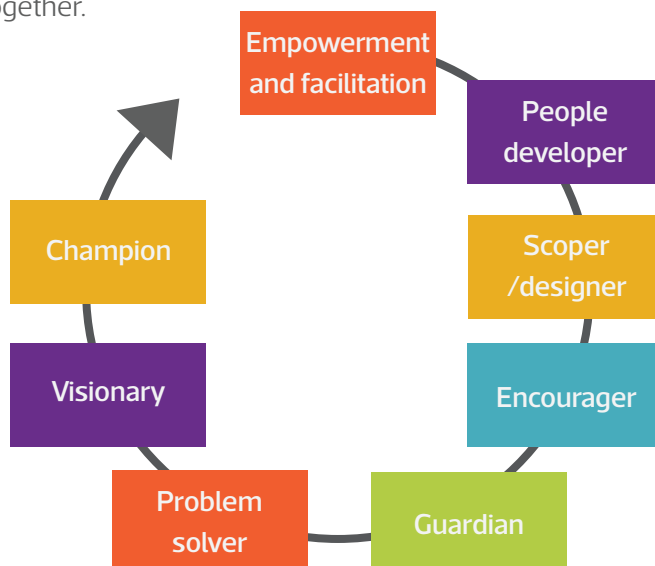 ogether.
Empowerment
and facilitation
People
developer
Scoper
/designer
Encourager
Guardian
Problem
solver
Visionary
Champion